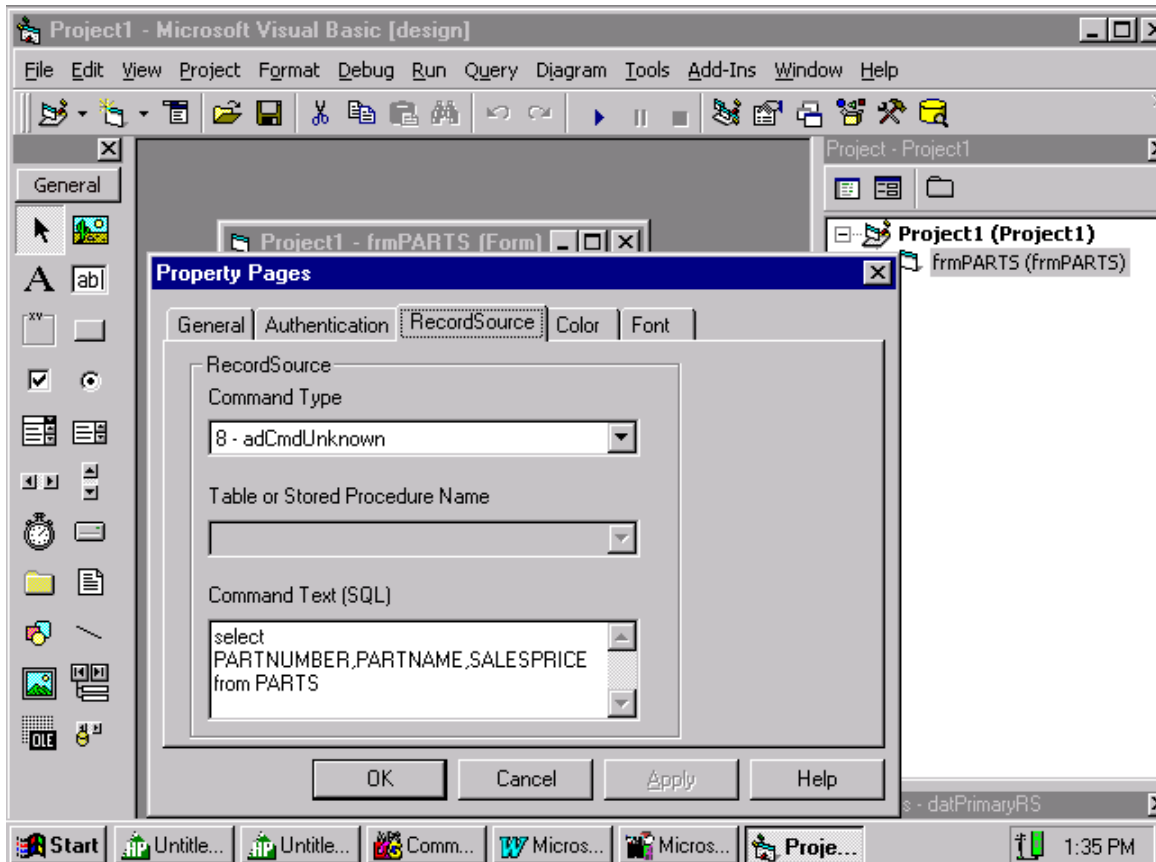 Project1 - Microsoft Visual Basic [design]
File Edit View Project Format Debug Run Query Diagram Tools Add-Ins Window Help
Project - Project1
General
Project1 - frmPARTS (Form)
Project1 (Project1)
frmPARTS (frmPARTS)
Property Pages
A
ab|
General Authentication RecordSource Color Font
XY
RecordSource
Command Type
8 - adCmdUnknown
Table or Stored Procedure Name
Command Text (SQL)
select
PARTNUMBER,PARTNAME,SALESPRICE
from PARTS
OLE
OK Cancel Apply Help
s - datPrimaryRS
Start Untitle... Untitle... Comm... Micros... Micros... Proje... 1:35 PM